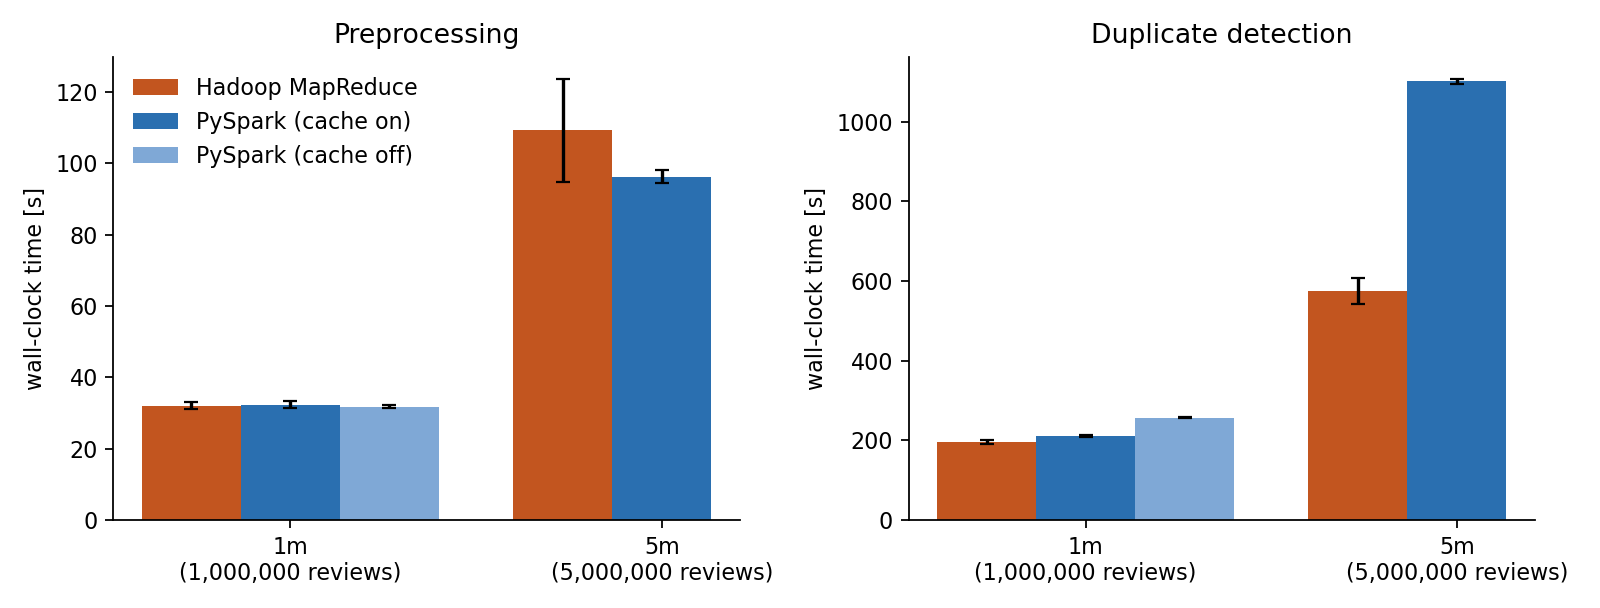 Preprocessing
wall-clock time [s]
120
100
80
60
40
20
0
Hadoop MapReduce
PySpark (cache on)
PySpark (cache off)
1m
(1,000,000 reviews)
5m
(5,000,000 reviews)
Duplicate detection
wall-clock time [s]
1000
800
600
400
200
0
1m
(1,000,000 reviews)
5m
(5,000,000 reviews)